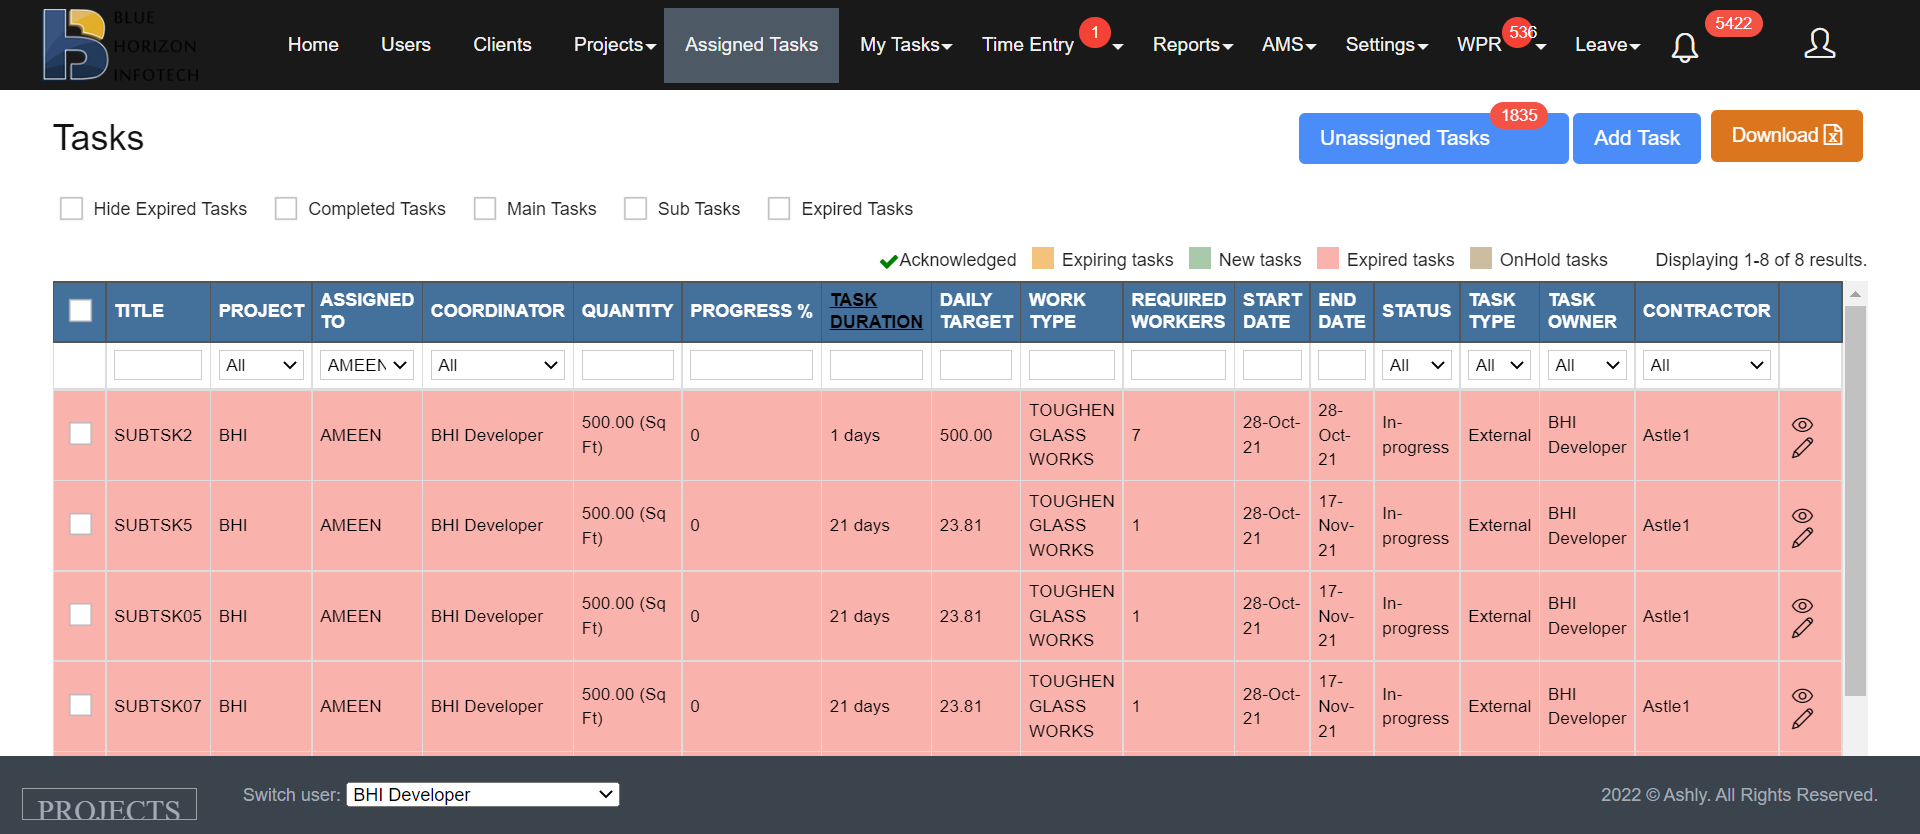 BLUE
HORIZON
INFOTECH
Home Users Clients Projects Assigned Tasks My Tasks Time Entry 1 Reports AMS Settings WPR 536 Leave 5422
Tasks
Unassigned Tasks 1835 Add Task Download
Hide Expired Tasks Completed Tasks Main Tasks Sub Tasks Expired Tasks
Acknowledged Expiring tasks New tasks Expired tasks OnHold tasks Displaying 1-8 of 8 results.
TITLE PROJECT ASSIGNED TO COORDINATOR QUANTITY PROGRESS % TASK DURATION DAILY TARGET WORK TYPE REQUIRED WORKERS START DATE END DATE STATUS TASK TYPE TASK OWNER CONTRACTOR
All AMEEN All All All All All
SUBTSK2 BHI AMEEN BHI Developer 500.00 (Sq Ft) 0 1 days 500.00 TOUGHEN GLASS WORKS 7 28-Oct-21 28-Oct-21 In-progress External BHI Developer Astle1
SUBTSK5 BHI AMEEN BHI Developer 500.00 (Sq Ft) 0 21 days 23.81 TOUGHEN GLASS WORKS 1 28-Oct-21 17-Nov-21 In-progress External BHI Developer Astle1
SUBTSK05 BHI AMEEN BHI Developer 500.00 (Sq Ft) 0 21 days 23.81 TOUGHEN GLASS WORKS 1 28-Oct-21 17-Nov-21 In-progress External BHI Developer Astle1
SUBTSK07 BHI AMEEN BHI Developer 500.00 (Sq Ft) 0 21 days 23.81 TOUGHEN GLASS WORKS 1 28-Oct-21 17-Nov-21 In-progress External BHI Developer Astle1
PROJECTS Switch user: BHI Developer 2022 © Ashly. All Rights Reserved.